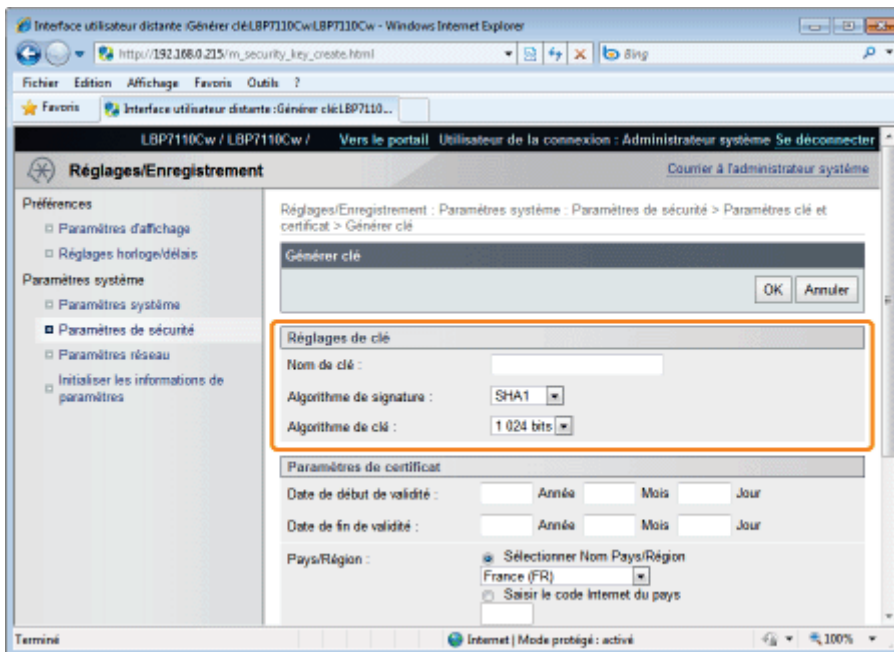 Interface utilisateur distante :Générer clé:LBP7110Cw:LBP7110Cw - Windows Internet Explorer
http://192.168.0.215/m_security_key_create.html
Bing
Fichier Edition Affichage Favoris Outils ?
Favoris Interface utilisateur distante :Générer clé:LBP7110...
LBP7110Cw / LBP7110Cw / Vers le portail Utilisateur de la connexion : Administrateur système Se déconnecter
Réglages/Enregistrement
Courrier à l'administrateur système
Préférences
Paramètres d'affichage
Réglages horloge/délais
Paramètres système
Paramètres système
Paramètres de sécurité
Paramètres réseau
Initialiser les informations de
paramètres
Réglages/Enregistrement : Paramètres système : Paramètres de sécurité > Paramètres clé et
certificat > Générer clé
Générer clé
OK Annuler
Réglages de clé
Nom de clé :
Algorithme de signature : SHA1
Algorithme de clé : 1 024 bits
Paramètres de certificat
Date de début de validité : Année Mois Jour
Date de fin de validité : Année Mois Jour
Pays/Région : Sélectionner Nom Pays/Région
France (FR)
Saisir le code Internet du pays
Terminé Internet | Mode protégé : activé 100%